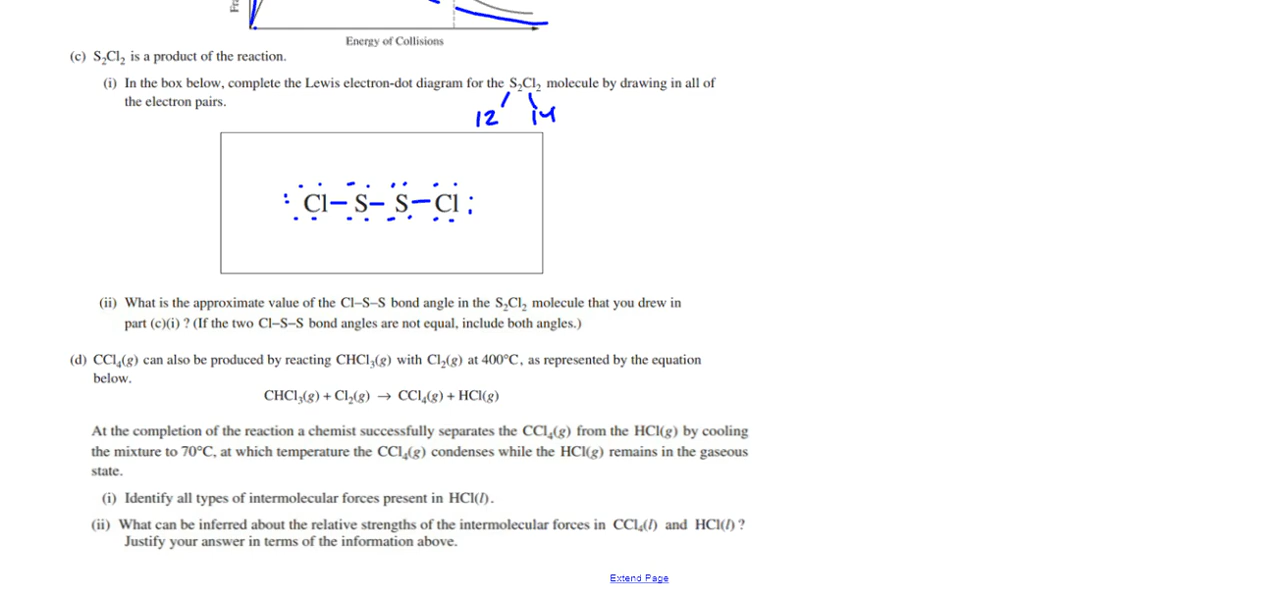 Energy of Collisions
(c) S₂Cl₂ is a product of the reaction.
(i) In the box below, complete the Lewis electron-dot diagram for the S₂Cl₂ molecule by drawing in all of
the electron pairs.
12 14
: Cl – S – S – Cl :
(ii) What is the approximate value of the Cl–S–S bond angle in the S₂Cl₂ molecule that you drew in
part (c)(i) ? (If the two Cl–S–S bond angles are not equal, include both angles.)
(d) CCl₄(g) can also be produced by reacting CHCl₃(g) with Cl₂(g) at 400°C, as represented by the equation
below.
CHCl₃(g) + Cl₂(g) → CCl₄(g) + HCl(g)
At the completion of the reaction a chemist successfully separates the CCl₄(g) from the HCl(g) by cooling
the mixture to 70°C, at which temperature the CCl₄(g) condenses while the HCl(g) remains in the gaseous
state.
(i) Identify all types of intermolecular forces present in HCl(l).
(ii) What can be inferred about the relative strengths of the intermolecular forces in CCl₄(l) and HCl(l) ?
Justify your answer in terms of the information above.
Extend Page